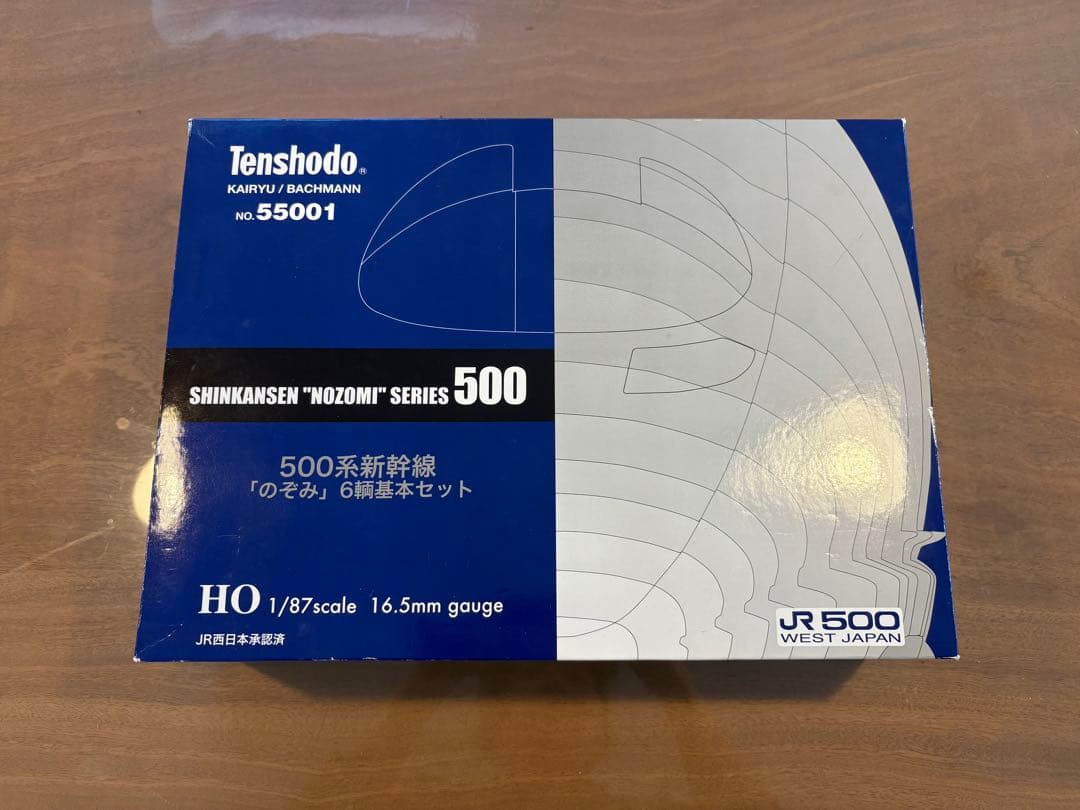 Tenshodo®
KAIRYU / BACHMANN
NO. 55001
SHINKANSEN "NOZOMI" SERIES 500
500系新幹線
「のぞみ」6輌基本セット
HO 1/87scale 16.5mm gauge
JR西日本承認済
JR 500
WEST JAPAN